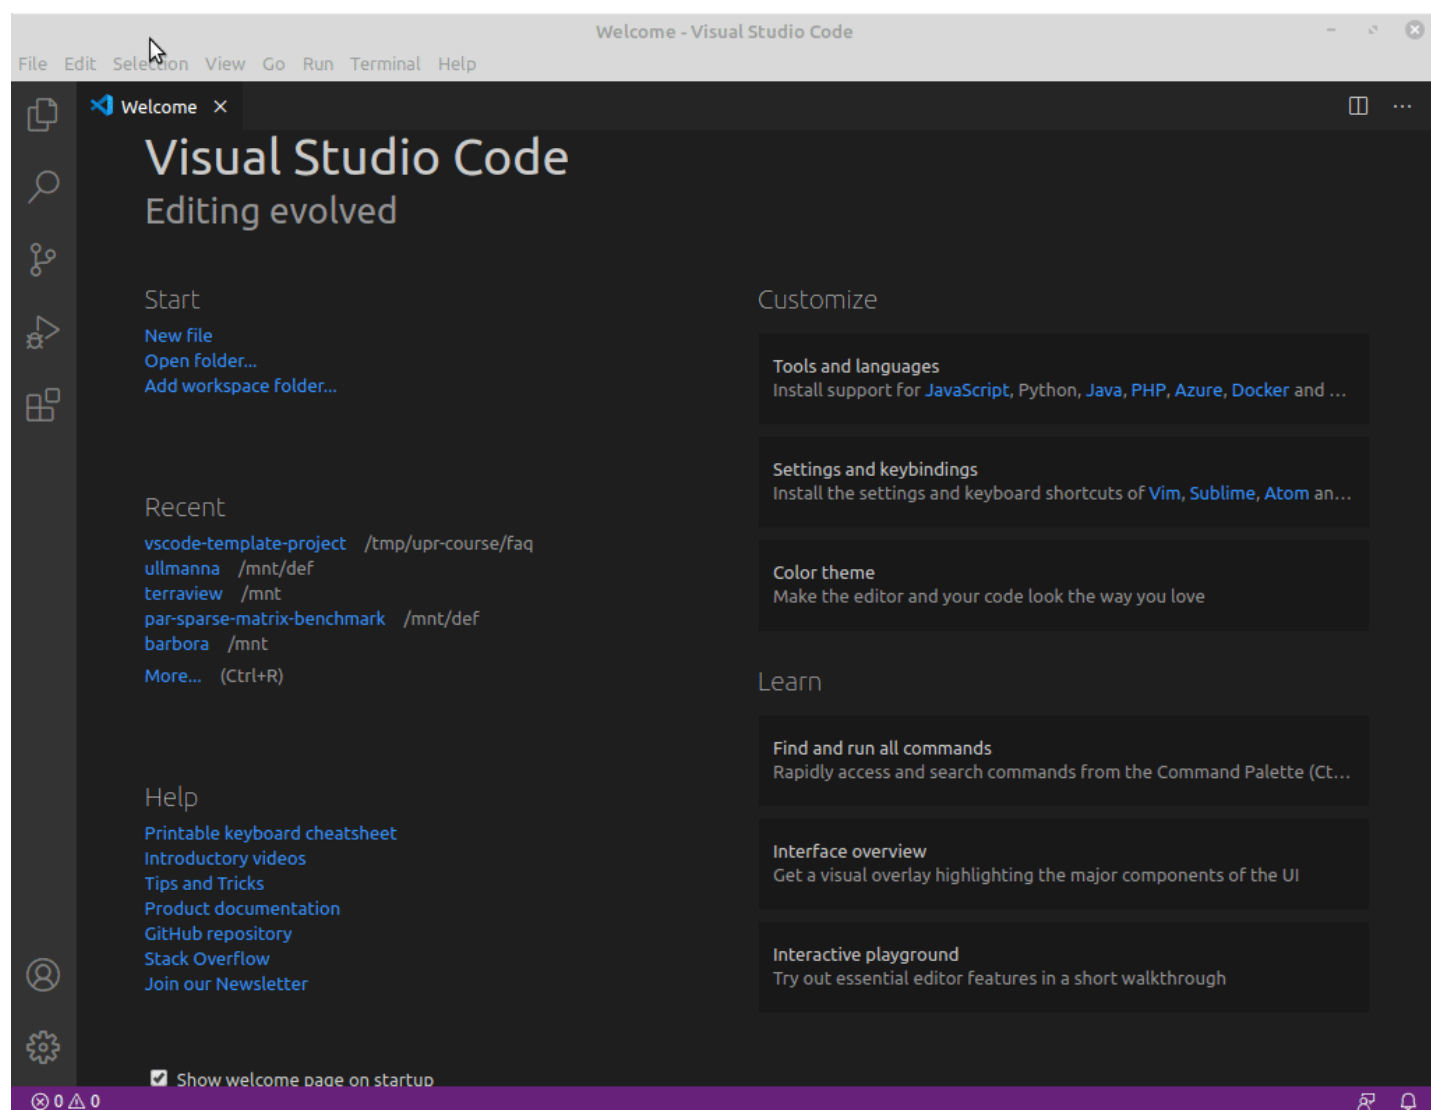 Welcome - Visual Studio Code
File Edit Selection View Go Run Terminal Help
Welcome
Visual Studio Code
Editing evolved
Start
New file
Open folder...
Add workspace folder...
Recent
vscode-template-project /tmp/upr-course/faq
ullmanna /mnt/def
terraview /mnt
par-sparse-matrix-benchmark /mnt/def
barbora /mnt
More... (Ctrl+R)
Help
Printable keyboard cheatsheet
Introductory videos
Tips and Tricks
Product documentation
GitHub repository
Stack Overflow
Join our Newsletter
Show welcome page on startup
Customize
Tools and languages
Install support for JavaScript, Python, Java, PHP, Azure, Docker and ...
Settings and keybindings
Install the settings and keyboard shortcuts of Vim, Sublime, Atom an...
Color theme
Make the editor and your code look the way you love
Learn
Find and run all commands
Rapidly access and search commands from the Command Palette (Ct...
Interface overview
Get a visual overlay highlighting the major components of the UI
Interactive playground
Try out essential editor features in a short walkthrough
0 0